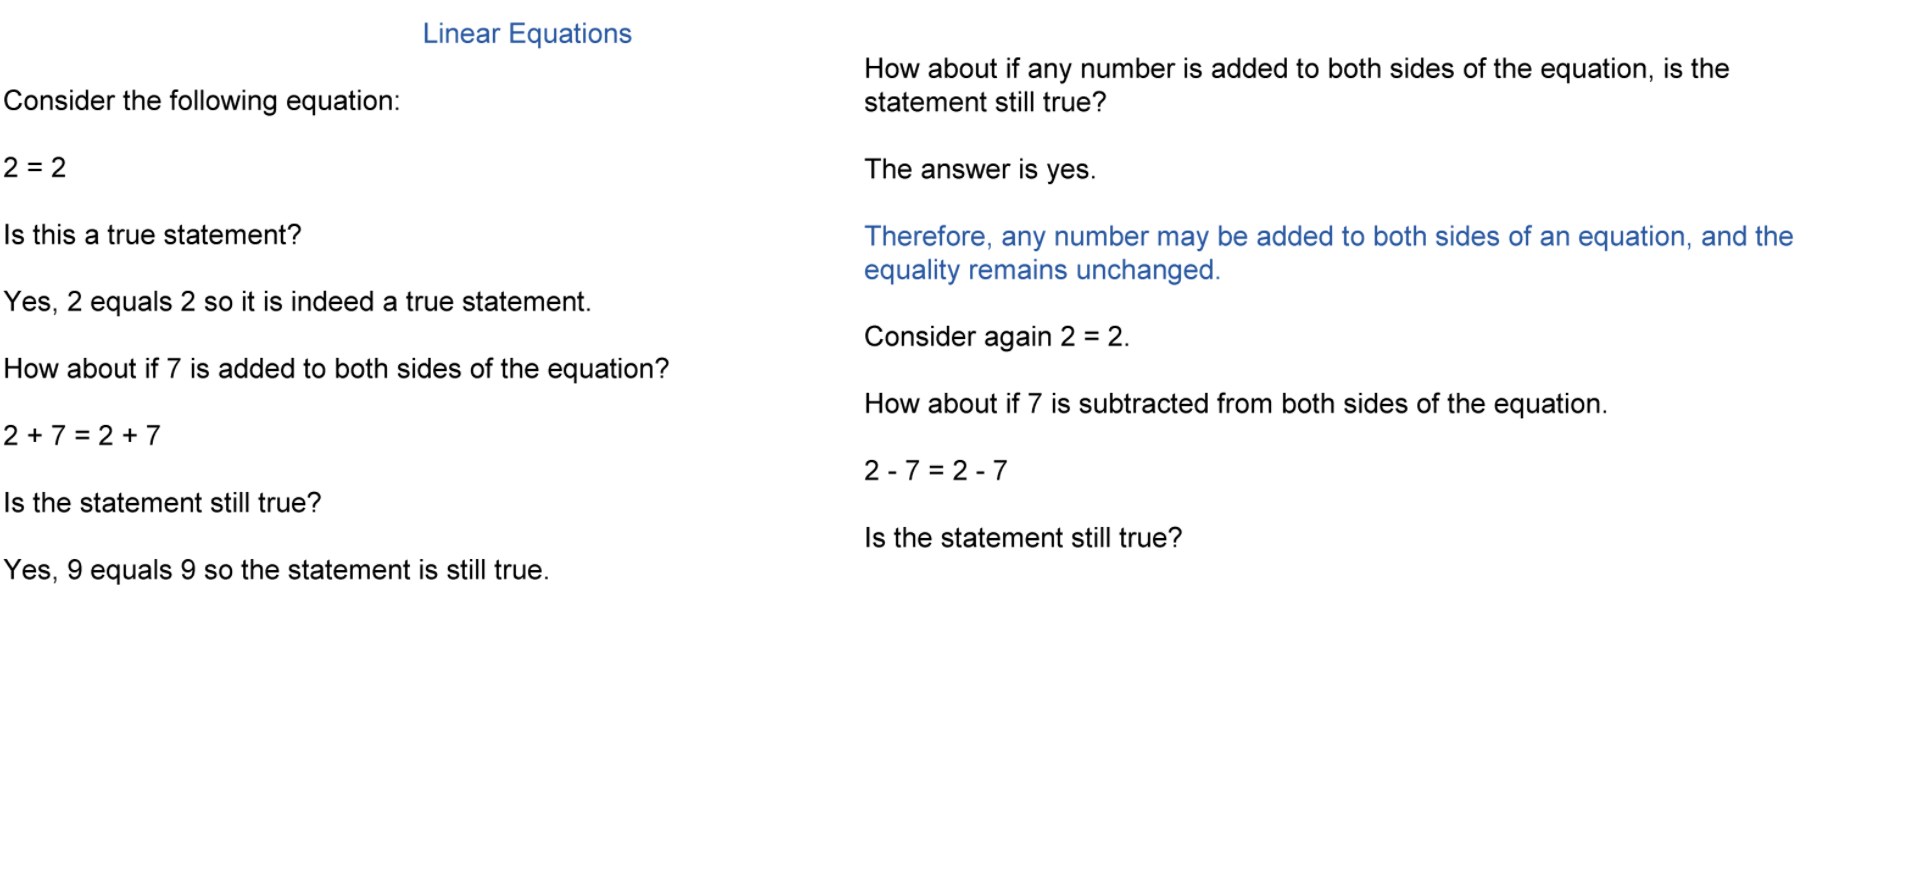 Linear Equations
Consider the following equation:
2 = 2
Is this a true statement?
Yes, 2 equals 2 so it is indeed a true statement.
How about if 7 is added to both sides of the equation?
2 + 7 = 2 + 7
Is the statement still true?
Yes, 9 equals 9 so the statement is still true.
How about if any number is added to both sides of the equation, is the
statement still true?
The answer is yes.
Therefore, any number may be added to both sides of an equation, and the
equality remains unchanged.
Consider again 2 = 2.
How about if 7 is subtracted from both sides of the equation.
2 - 7 = 2 - 7
Is the statement still true?